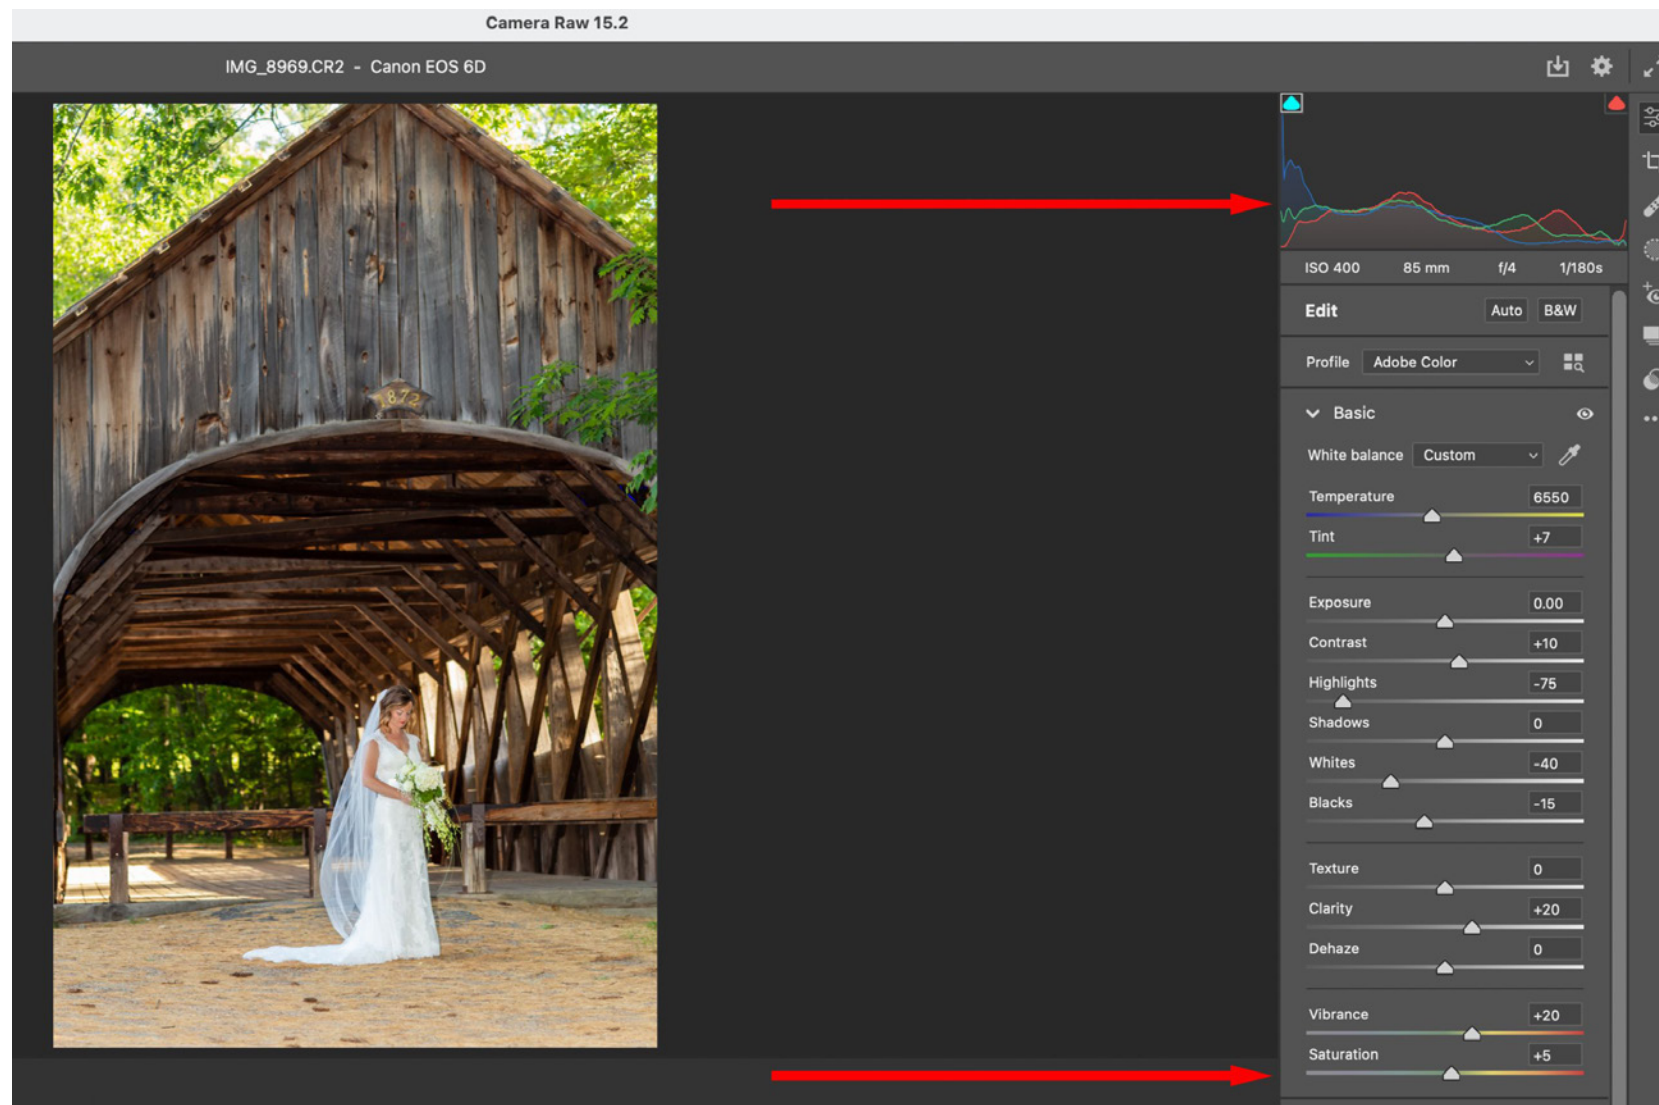 Camera Raw 15.2
IMG_8969.CR2 - Canon EOS 6D
1872
ISO 400 85 mm f/4 1/180s
Edit Auto B&W
Profile Adobe Color
Basic
White balance Custom
Temperature 6550
Tint +7
Exposure 0.00
Contrast +10
Highlights -75
Shadows 0
Whites -40
Blacks -15
Texture 0
Clarity +20
Dehaze 0
Vibrance +20
Saturation +5